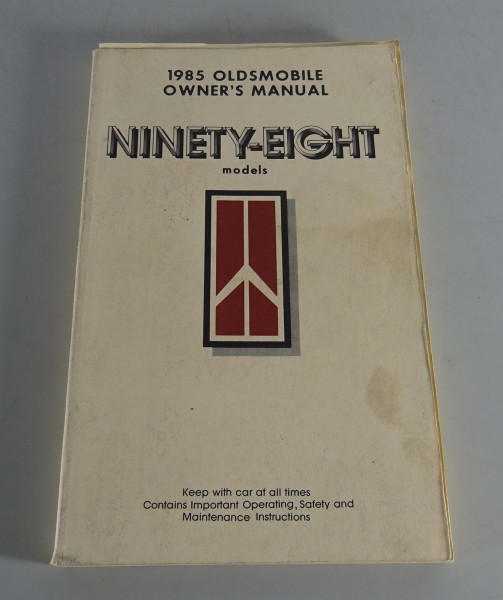 1985 OLDSMOBILE
OWNER'S MANUAL
NINETY-EIGHT
models
Keep with car at all times
Contains Important Operating, Safety and
Maintenance Instructions